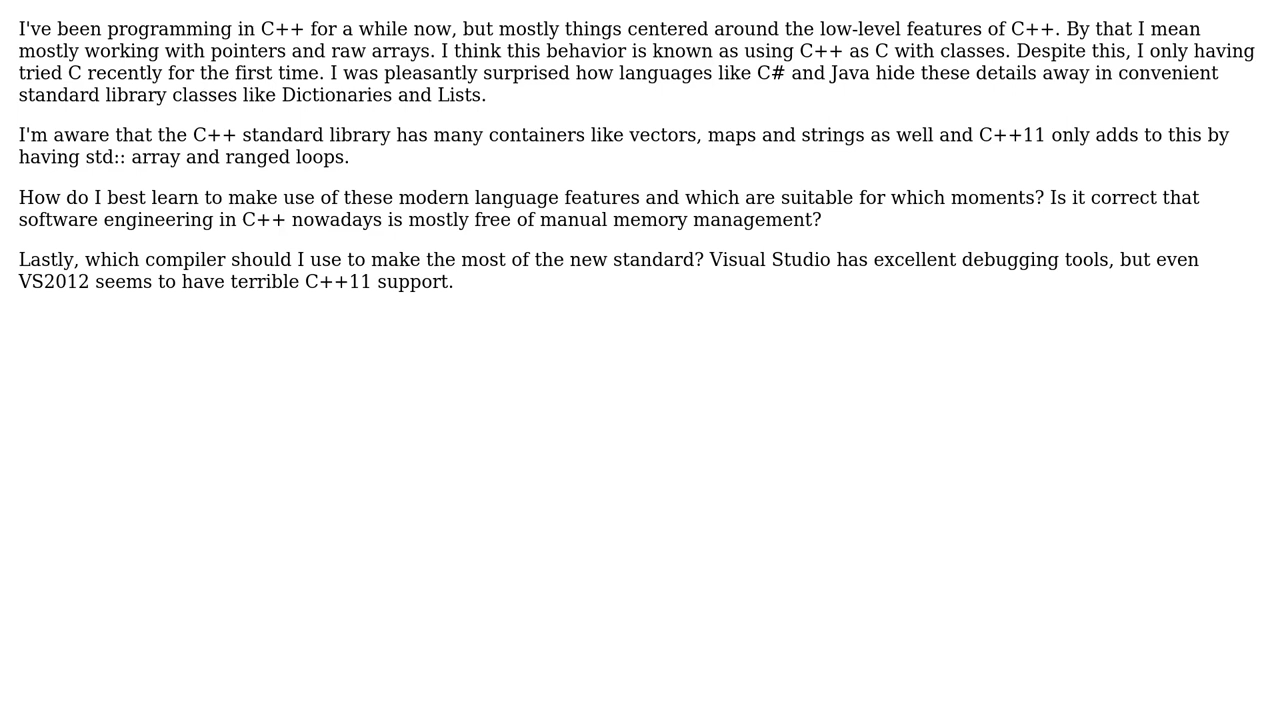 I've been programming in C++ for a while now, but mostly things centered around the low-level features of C++. By that I mean
mostly working with pointers and raw arrays. I think this behavior is known as using C++ as C with classes. Despite this, I only having
tried C recently for the first time. I was pleasantly surprised how languages like C# and Java hide these details away in convenient
standard library classes like Dictionaries and Lists.
I'm aware that the C++ standard library has many containers like vectors, maps and strings as well and C++11 only adds to this by
having std:: array and ranged loops.
How do I best learn to make use of these modern language features and which are suitable for which moments? Is it correct that
software engineering in C++ nowadays is mostly free of manual memory management?
Lastly, which compiler should I use to make the most of the new standard? Visual Studio has excellent debugging tools, but even
VS2012 seems to have terrible C++11 support.